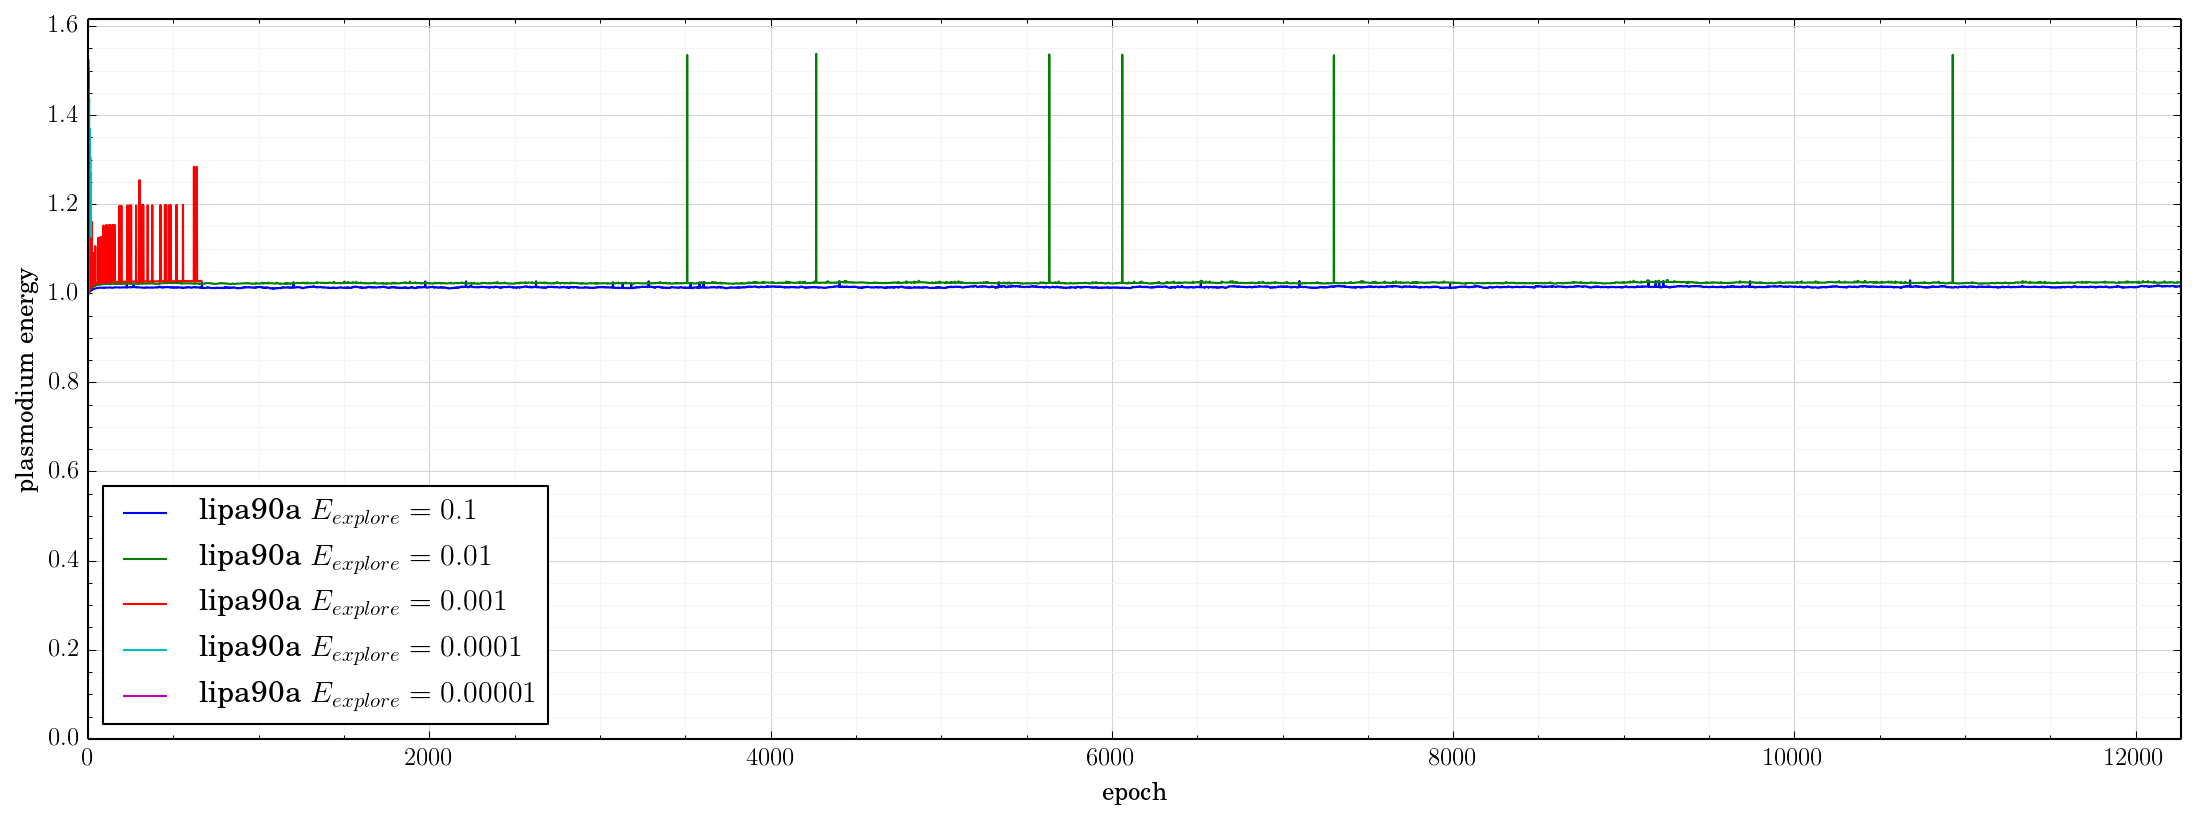 1.6
1.4
1.2
1.0
0.8
0.6
0.4
0.2
0.0
plasmodium energy
lipa90a E_explore = 0.1
lipa90a E_explore = 0.01
lipa90a E_explore = 0.001
lipa90a E_explore = 0.0001
lipa90a E_explore = 0.00001
0 2000 4000 6000 8000 10000 12000
epoch